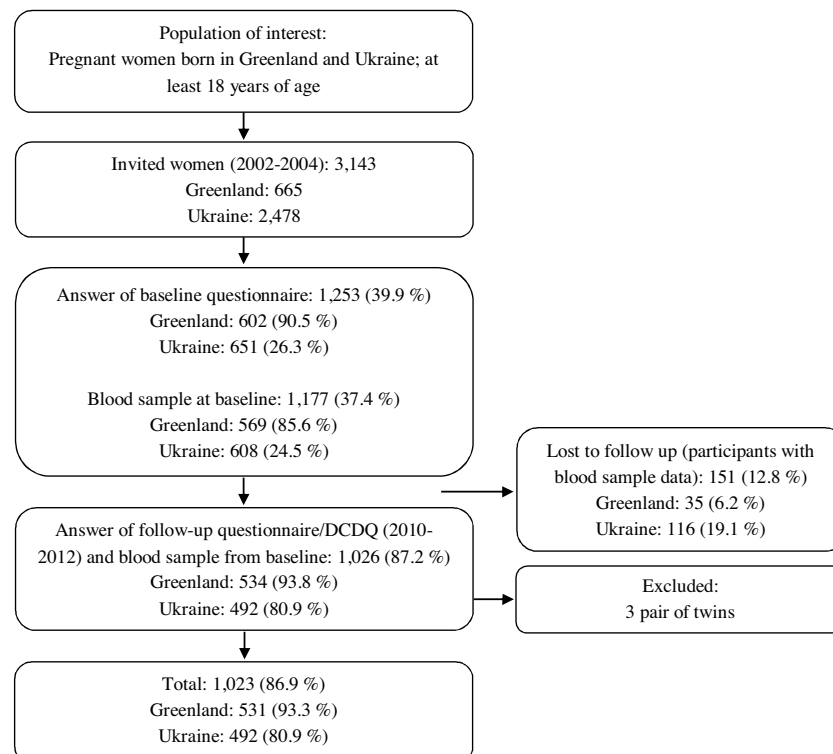 Population of interest:
Pregnant women born in Greenland and Ukraine; at
least 18 years of age
Invited women (2002-2004): 3,143
Greenland: 665
Ukraine: 2,478
Answer of baseline questionnaire: 1,253 (39.9 %)
Greenland: 602 (90.5 %)
Ukraine: 651 (26.3 %)
Blood sample at baseline: 1,177 (37.4 %)
Greenland: 569 (85.6 %)
Ukraine: 608 (24.5 %)
Lost to follow up (participants with
blood sample data): 151 (12.8 %)
Greenland: 35 (6.2 %)
Ukraine: 116 (19.1 %)
Answer of follow-up questionnaire/DCDQ (2010-
2012) and blood sample from baseline: 1,026 (87.2 %)
Greenland: 534 (93.8 %)
Ukraine: 492 (80.9 %)
Excluded:
3 pair of twins
Total: 1,023 (86.9 %)
Greenland: 531 (93.3 %)
Ukraine: 492 (80.9 %)